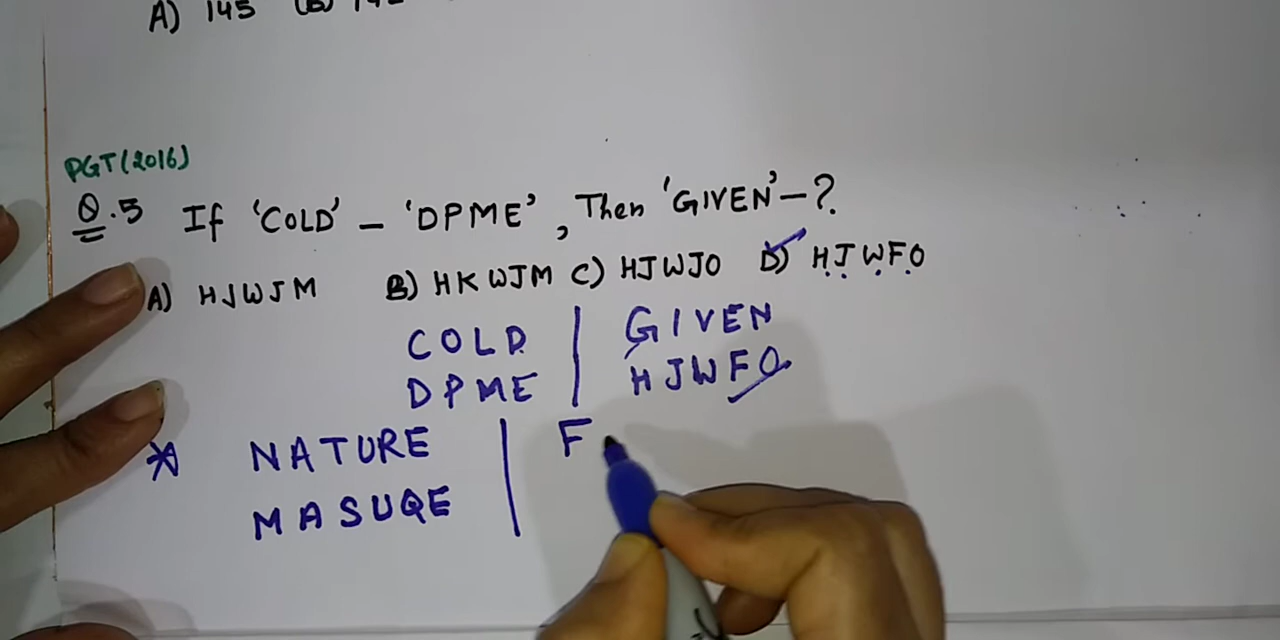 A) 145 (B)
PGT(2016)
Q.5 If 'COLD' – 'DPME', Then 'GIVEN' – ?
A) HJWJM B) HKWJM C) HJWJO D) HJWFO
COLD | GIVEN
DPME | HJWFO
* NATURE | F
MASUQE